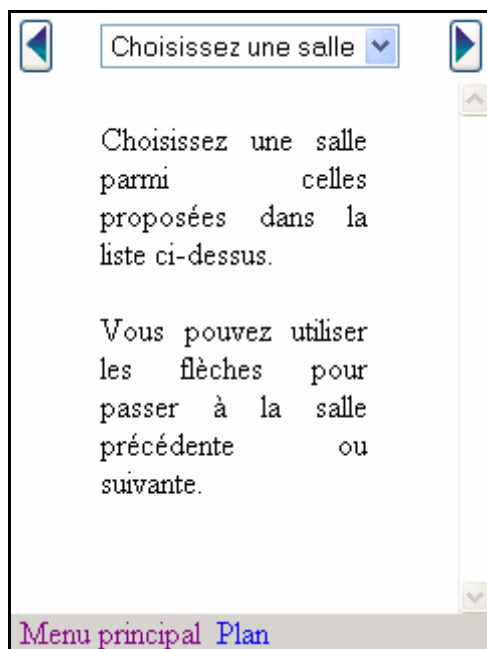 Choisissez une salle
Choisissez une salle
parmi celles
proposées dans la
liste ci-dessus.
Vous pouvez utiliser
les flèches pour
passer à la salle
précédente ou
suivante.
Menu principal Plan